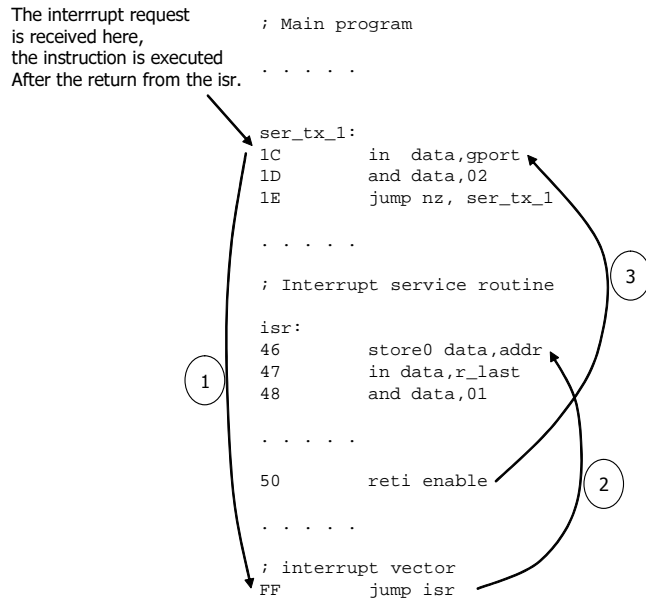 The interrrupt request
is received here,
the instruction is executed
After the return from the isr.
; Main program
. . . . .
ser_tx_1:
1C in data,gport
1D and data,02
1E jump nz, ser_tx_1
. . . . .
3
; Interrupt service routine
isr:
46 store0 data,addr
47 in data,r_last
1
48 and data,01
. . . . .
50 reti enable
2
. . . . .
; interrupt vector
FF jump isr